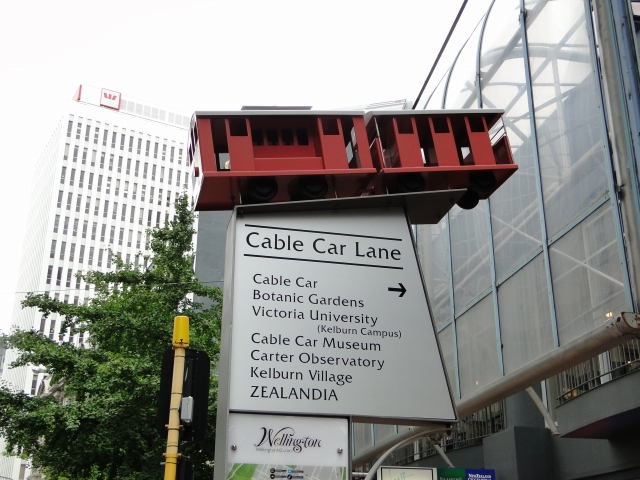 Cable Car Lane
Cable Car
Botanic Gardens
Victoria University
(Kelburn Campus)
Cable Car Museum
Carter Observatory
Kelburn Village
ZEALANDIA
Wellington